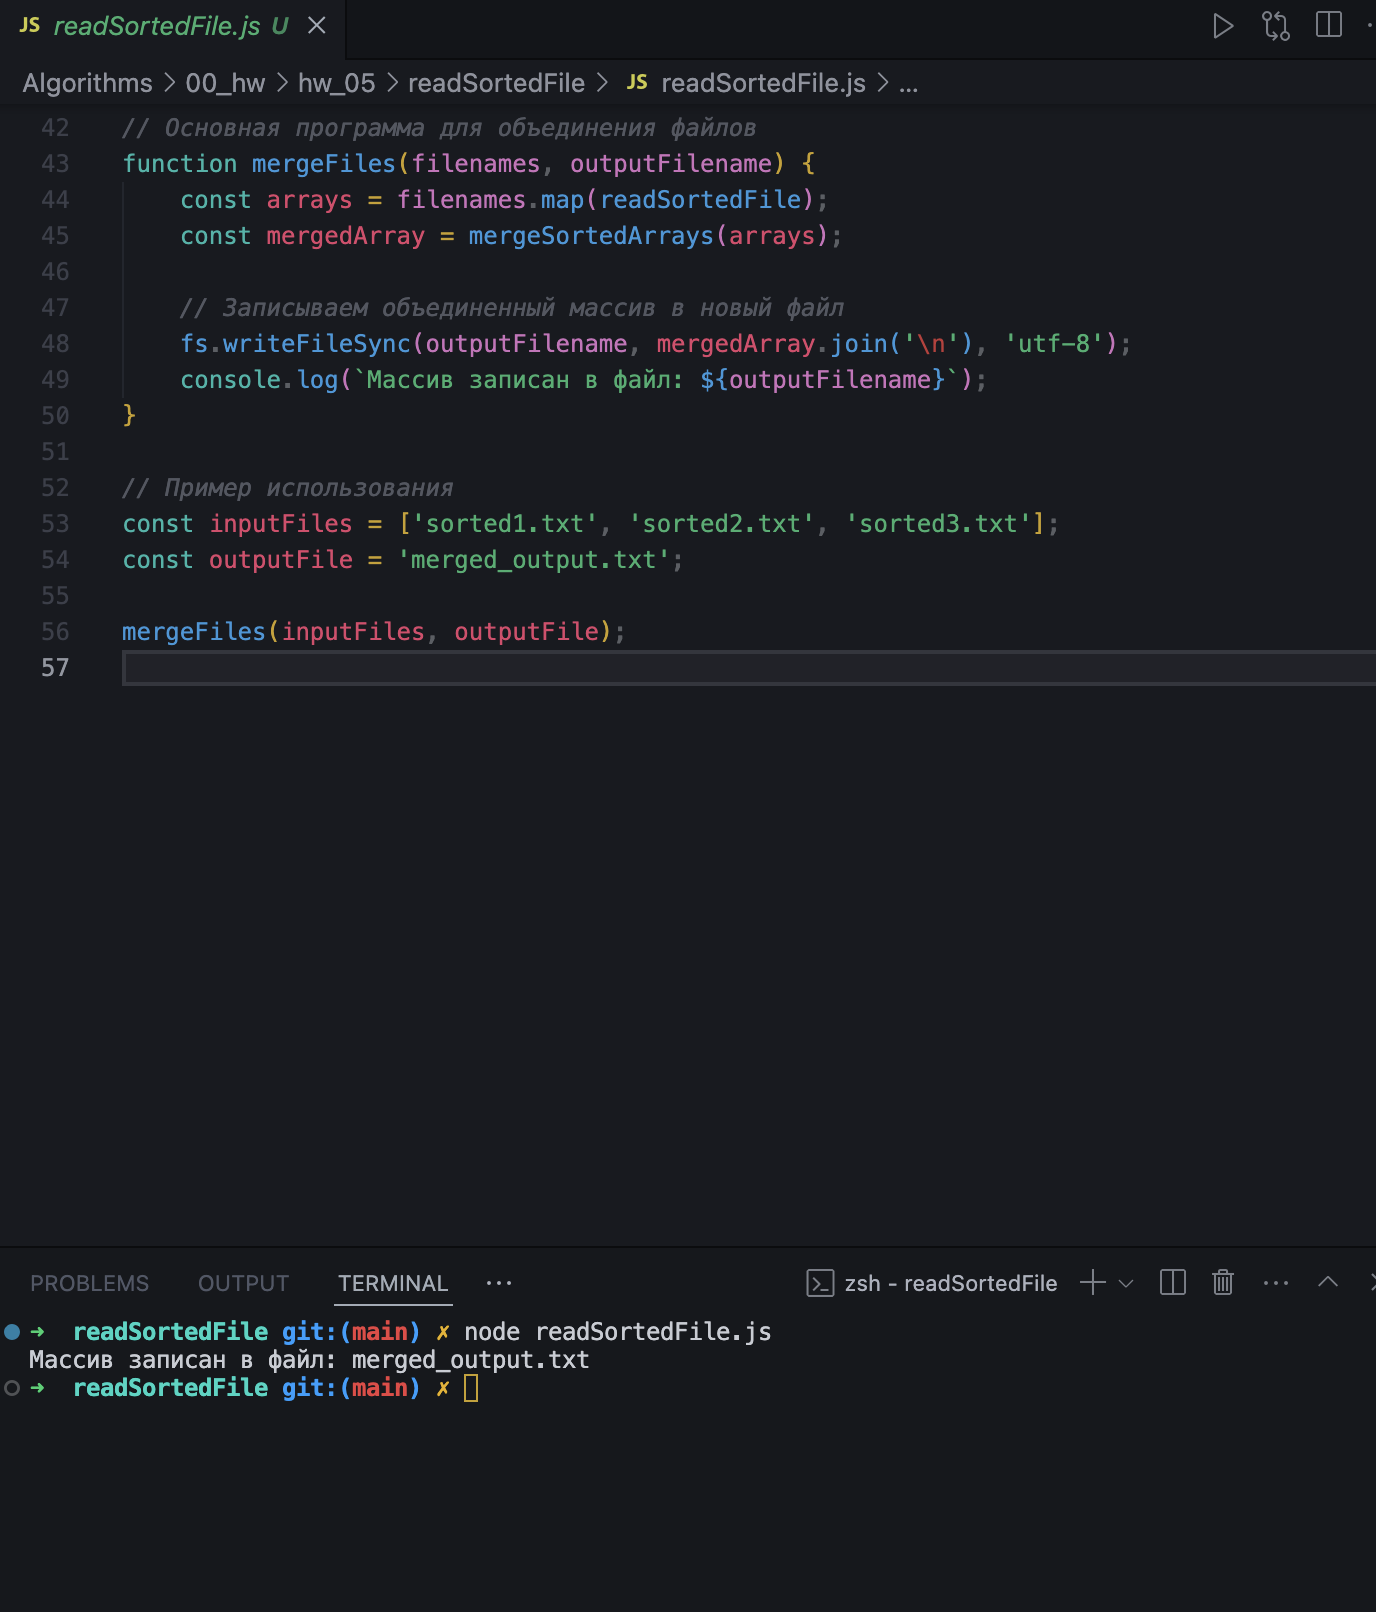 JS readSortedFile.js U
Algorithms > 00_hw > hw_05 > readSortedFile > JS readSortedFile.js > ...
42 // Основная программа для объединения файлов
43 function mergeFiles(filenames, outputFilename) {
44     const arrays = filenames.map(readSortedFile);
45     const mergedArray = mergeSortedArrays(arrays);
46
47     // Записываем объединенный массив в новый файл
48     fs.writeFileSync(outputFilename, mergedArray.join('\n'), 'utf-8');
49     console.log(`Массив записан в файл: ${outputFilename}`);
50 }
51
52 // Пример использования
53 const inputFiles = ['sorted1.txt', 'sorted2.txt', 'sorted3.txt'];
54 const outputFile = 'merged_output.txt';
55
56 mergeFiles(inputFiles, outputFile);
57
PROBLEMS OUTPUT TERMINAL ... zsh - readSortedFile
➜ readSortedFile git:(main) ✗ node readSortedFile.js
Массив записан в файл: merged_output.txt
➜ readSortedFile git:(main) ✗